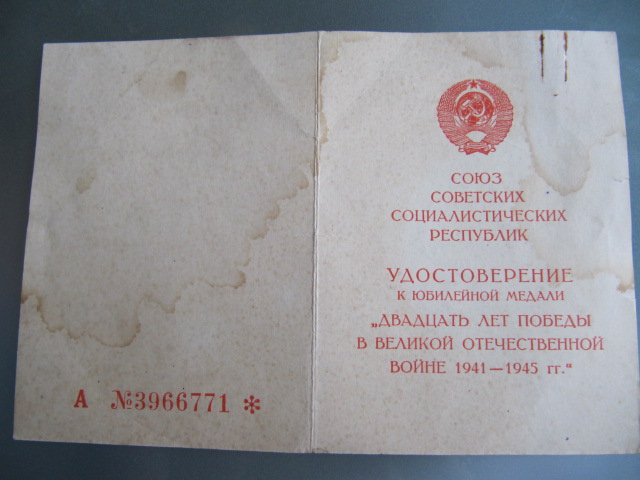 СОЮЗ
СОВЕТСКИХ
СОЦИАЛИСТИЧЕСКИХ
РЕСПУБЛИК
УДОСТОВЕРЕНИЕ
К ЮБИЛЕЙНОЙ МЕДАЛИ
„ДВАДЦАТЬ ЛЕТ ПОБЕДЫ
В ВЕЛИКОЙ ОТЕЧЕСТВЕННОЙ
ВОЙНЕ 1941—1945 гг.“
А №3966771 *